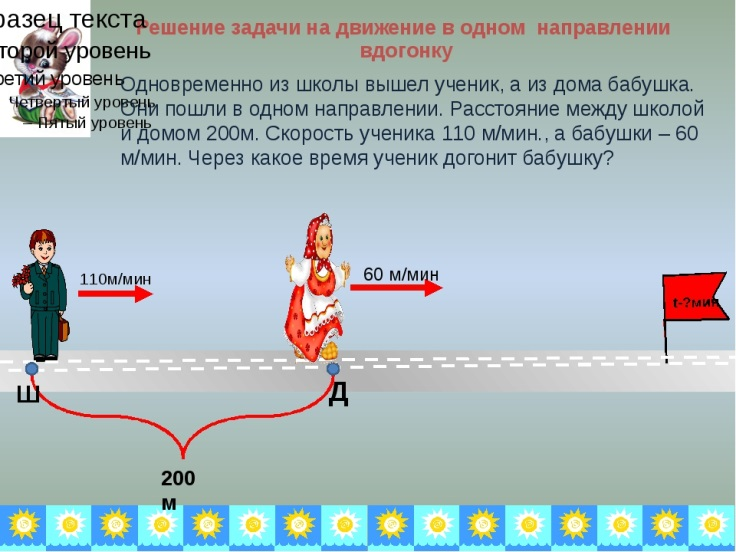 разец текста
Решение задачи на движение в одном направлении
вдогонку
торой уровень
ретий уровень
Четвертый уровень
– Пятый уровень
Одновременно из школы вышел ученик, а из дома бабушка.
Они пошли в одном направлении. Расстояние между школой
и домом 200м. Скорость ученика 110 м/мин., а бабушки – 60
м/мин. Через какое время ученик догонит бабушку?
110м/мин
60 м/мин
t-?мин
Ш
Д
200
м